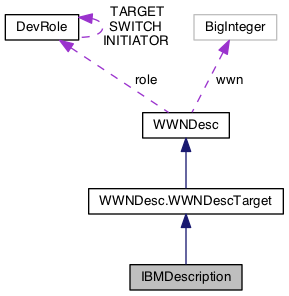 TARGET
SWITCH
INITIATOR
DevRole
BigInteger
role
wwn
WWNDesc
WWNDesc.WWNDescTarget
IBMDescription